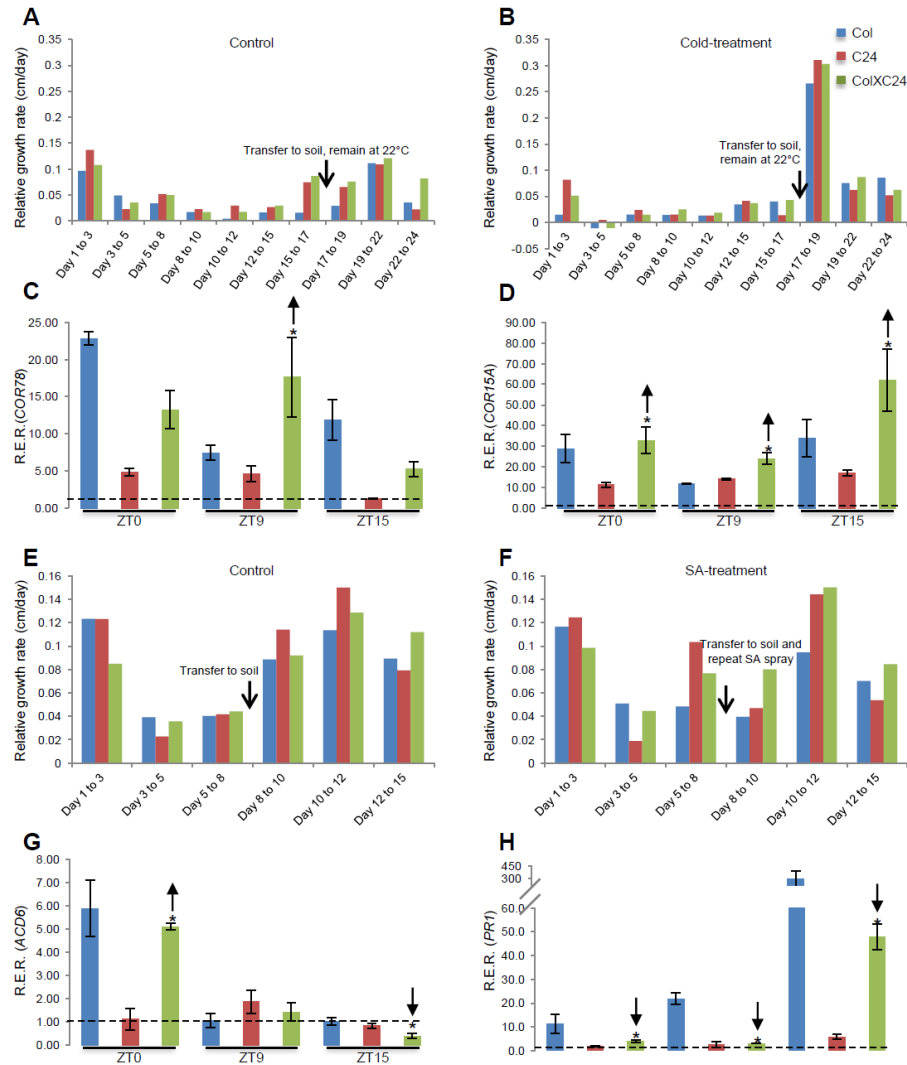 A
Control
Relative growth rate (cm/day)
0.35
0.3
0.25
0.2
0.15
0.1
0.05
0
Transfer to soil, remain at 22°C
Day 1 to 3
Day 3 to 5
Day 5 to 8
Day 8 to 10
Day 10 to 12
Day 12 to 15
Day 15 to 17
Day 17 to 19
Day 19 to 22
Day 22 to 24
B
Cold-treatment
Col
C24
ColXC24
Relative growth rate (cm/day)
0.35
0.3
0.25
0.2
0.15
0.1
0.05
0
-0.05
Transfer to soil,
remain at 22°C
Day 1 to 3
Day 3 to 5
Day 5 to 8
Day 8 to 10
Day 10 to 12
Day 12 to 15
Day 15 to 17
Day 17 to 19
Day 19 to 22
Day 22 to 24
C
R.E.R.(COR78)
25.00
20.00
15.00
10.00
5.00
0.00
*
ZT0
ZT9
ZT15
D
R.E.R.(COR15A)
90.00
80.00
70.00
60.00
50.00
40.00
30.00
20.00
10.00
0.00
*
*
*
ZT0
ZT9
ZT15
E
Control
Relative growth rate (cm/day)
0.16
0.14
0.12
0.1
0.08
0.06
0.04
0.02
0
Transfer to soil
Day 1 to 3
Day 3 to 5
Day 5 to 8
Day 8 to 10
Day 10 to 12
Day 12 to 15
F
SA-treatment
Relative growth rate (cm/day)
0.16
0.14
0.12
0.1
0.08
0.06
0.04
0.02
0
Transfer to soil and
repeat SA spray
Day 1 to 3
Day 3 to 5
Day 5 to 8
Day 8 to 10
Day 10 to 12
Day 12 to 15
G
R.E.R. (ACD6)
8.00
7.00
6.00
5.00
4.00
3.00
2.00
1.00
0.00
*
*
ZT0
ZT9
ZT15
H
R.E.R. (PR1)
450
300
60.0
40.0
20.0
10.0
0.0
*
*
*